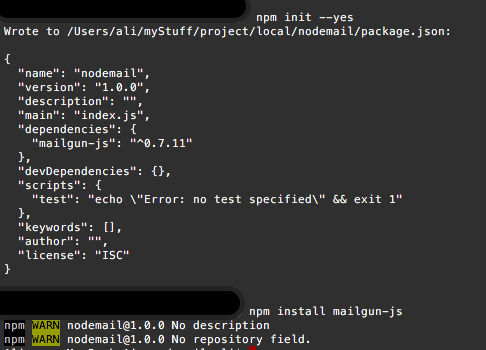 npm init --yes
Wrote to /Users/ali/myStuff/project/local/nodemail/package.json:
{
"name": "nodemail",
"version": "1.0.0",
"description": "",
"main": "index.js",
"dependencies": {
"mailgun-js": "^0.7.11"
},
"devDependencies": {},
"scripts": {
"test": "echo \"Error: no test specified\" && exit 1"
},
"keywords": [],
"author": "",
"license": "ISC"
}
npm install mailgun-js
npm WARN nodemail@1.0.0 No description
npm WARN nodemail@1.0.0 No repository field.